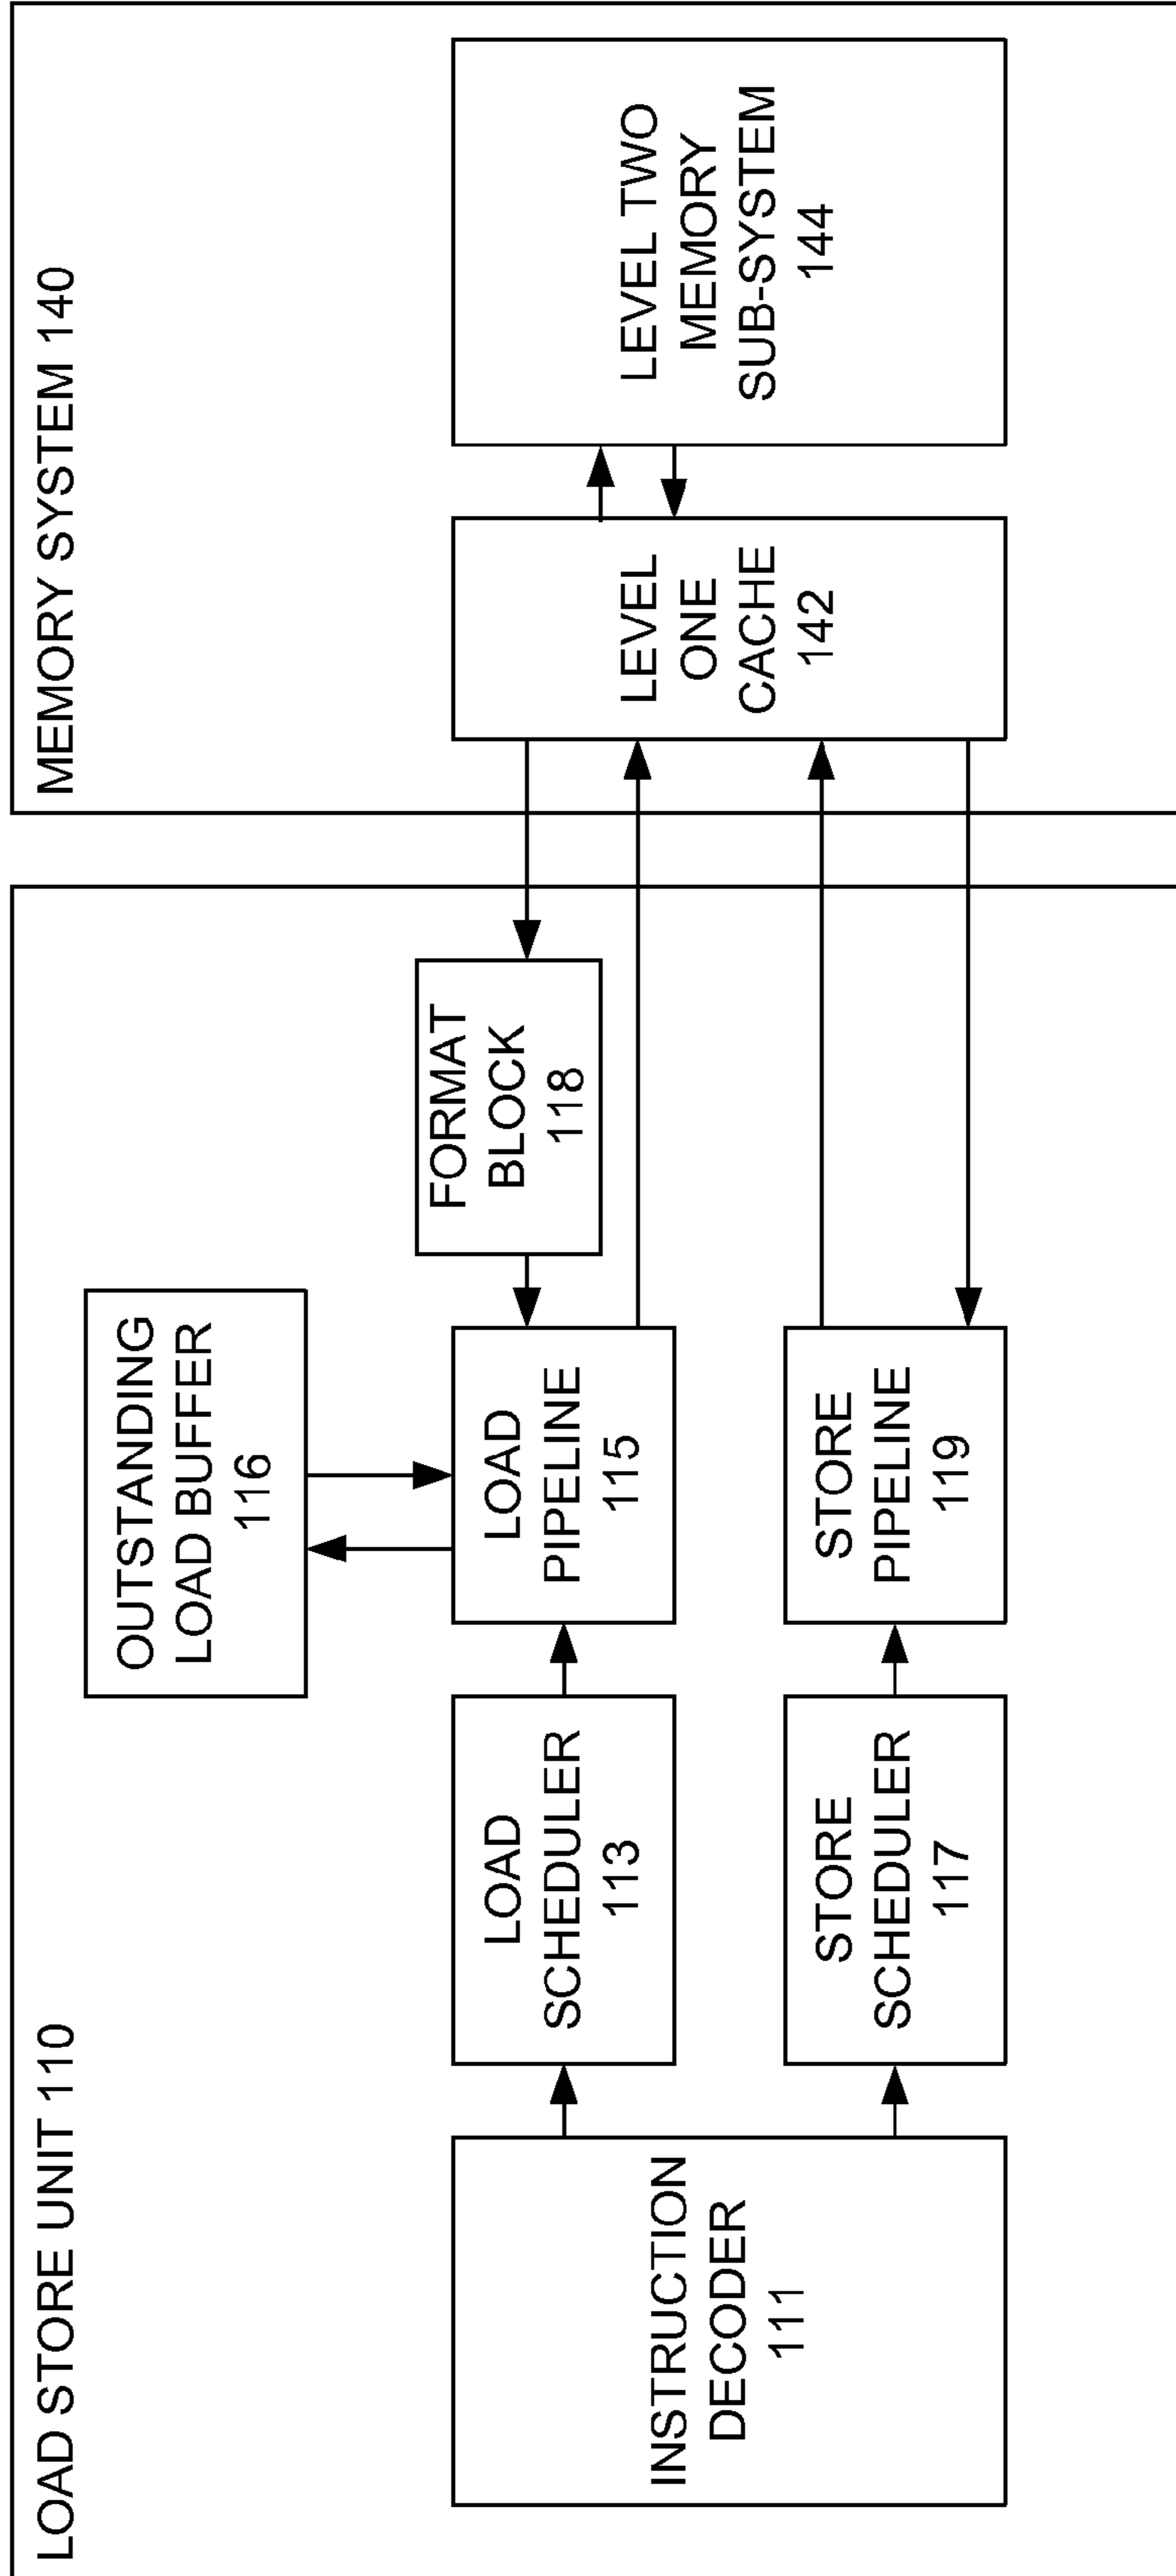 LOAD STORE UNIT 110
INSTRUCTION
DECODER
111
LOAD
SCHEDULER
113
STORE
SCHEDULER
117
OUTSTANDING
LOAD BUFFER
116
LOAD
PIPELINE
115
STORE
PIPELINE
119
FORMAT
BLOCK
118
MEMORY SYSTEM 140
LEVEL
ONE
CACHE
142
LEVEL TWO
MEMORY
SUB-SYSTEM
144